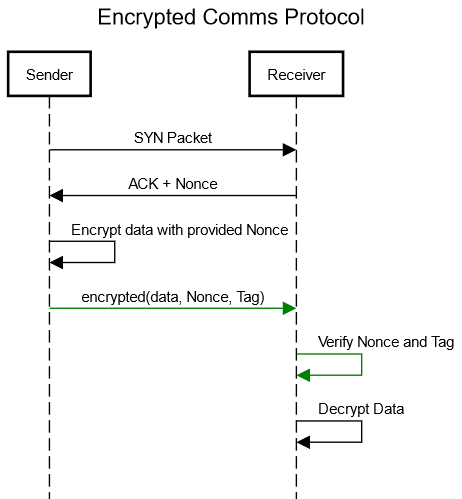 Encrypted Comms Protocol
Sender
Receiver
SYN Packet
ACK + Nonce
Encrypt data with provided Nonce
encrypted(data, Nonce, Tag)
Verify Nonce and Tag
Decrypt Data